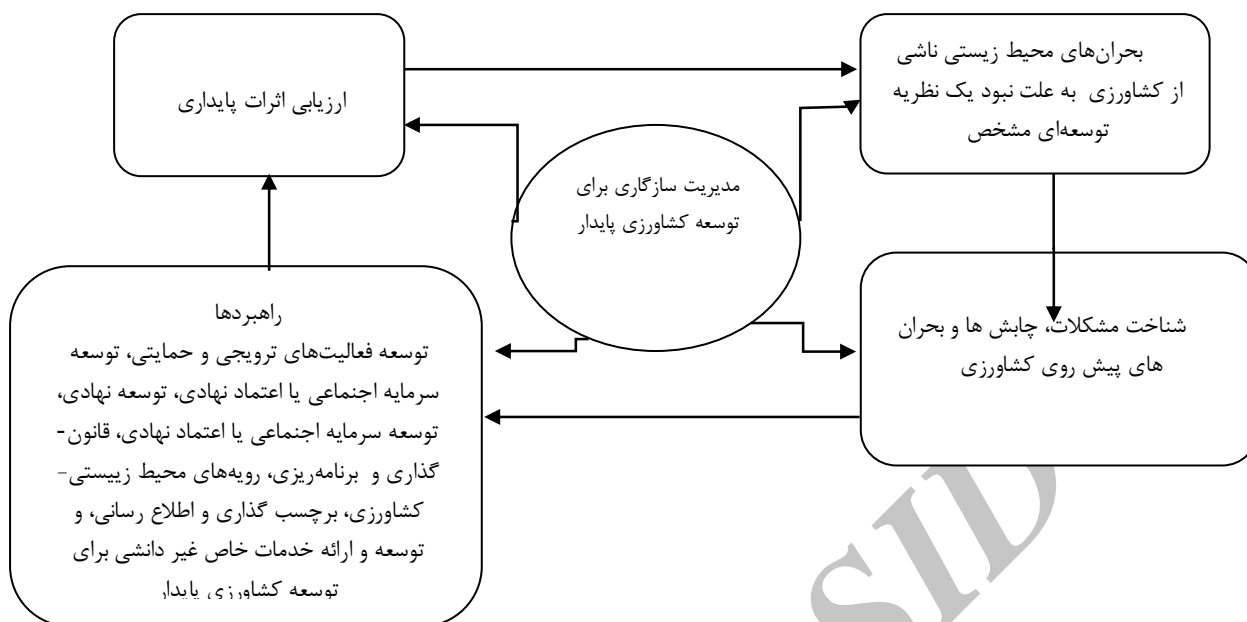 بحران‌های محیط زیستی ناشی
از کشاورزی به علت نبود یک نظریه
توسعه‌ای مشخص
ارزیابی اثرات پایداری
مدیریت سازگاری برای
توسعه کشاورزی پایدار
شناخت مشکلات، چابش ها و بحران
های پیش روی کشاورزی
راهبردها
توسعه فعالیت‌های ترویجی و حمایتی، توسعه
سرمایه اجتماعی یا اعتماد نهادی، توسعه نهادی،
توسعه سرمایه اجتماعی یا اعتماد نهادی، قانون-
گذاری و برنامه‌ریزی، رویه‌های محیط زییستی-
کشاورزی، برچسب گذاری و اطلاع رسانی، و
توسعه و ارائه خدمات خاص غیر دانشی برای
توسعه کشاورزی پایدار
SID